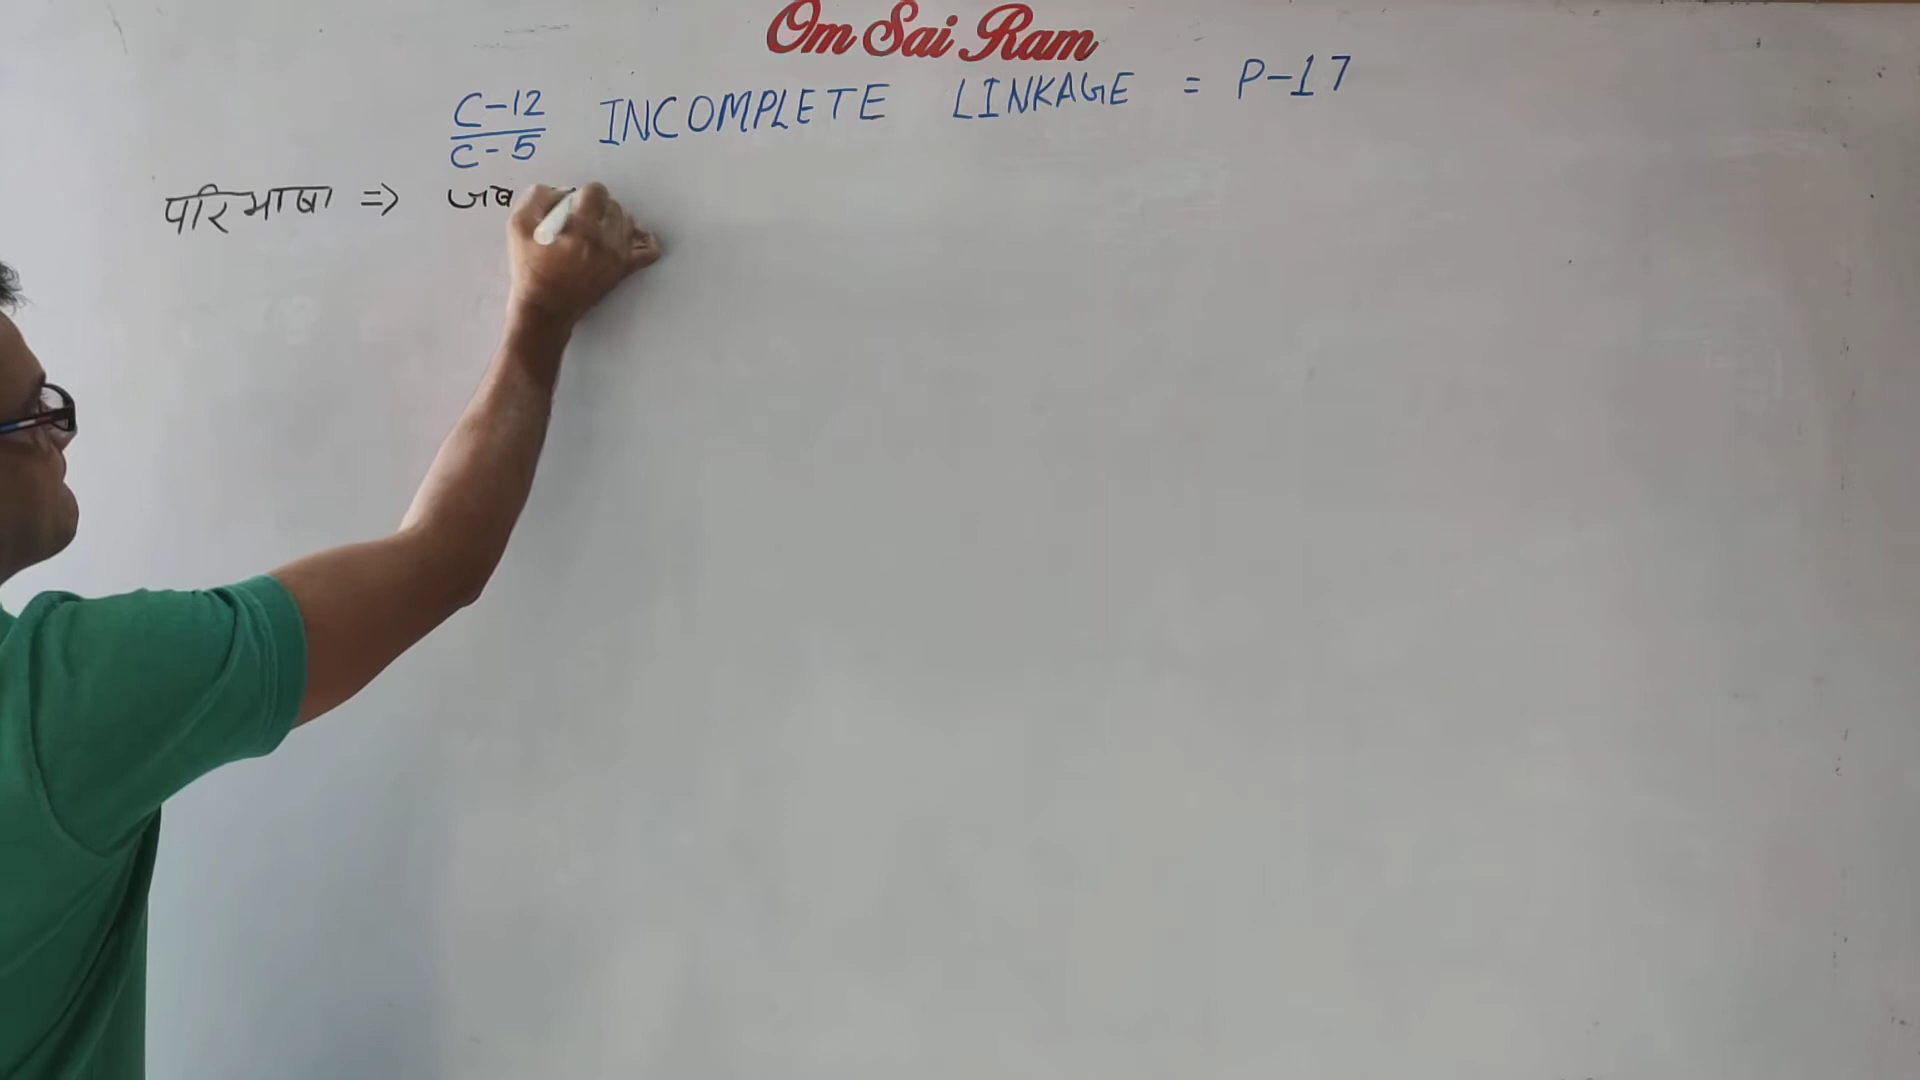 Om Sai Ram
C-12 INCOMPLETE LINKAGE = P-17
C-5
परिभाषा => जब